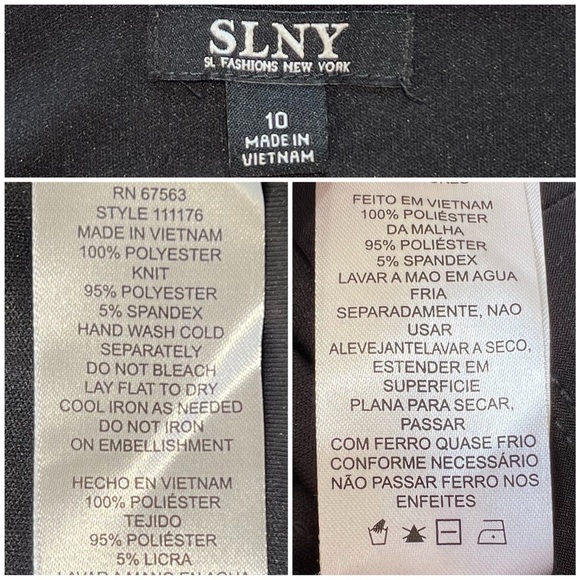 SLNY
SL FASHIONS NEW YORK
10
MADE IN
VIETNAM
RN 67563
STYLE 111176
MADE IN VIETNAM
100% POLYESTER
KNIT
95% POLYESTER
5% SPANDEX
HAND WASH COLD
SEPARATELY
DO NOT BLEACH
LAY FLAT TO DRY
COOL IRON AS NEEDED
DO NOT IRON
ON EMBELLISHMENT
HECHO EN VIETNAM
100% POLIÉSTER
TEJIDO
95% POLIÉSTER
5% LICRA
LAVAR A MANO EN AGUA
FEITO EM VIETNAM
100% POLIÉSTER
DA MALHA
95% POLIÉSTER
5% SPANDEX
LAVAR A MAO EM AGUA
FRIA
SEPARADAMENTE, NAO
USAR
ALEVEJANTELAVAR A SECO,
ESTENDER EM
SUPERFICIE
PLANA PARA SECAR,
PASSAR
COM FERRO QUASE FRIO
CONFORME NECESSÁRIO
NÃO PASSAR FERRO NOS
ENFEITES